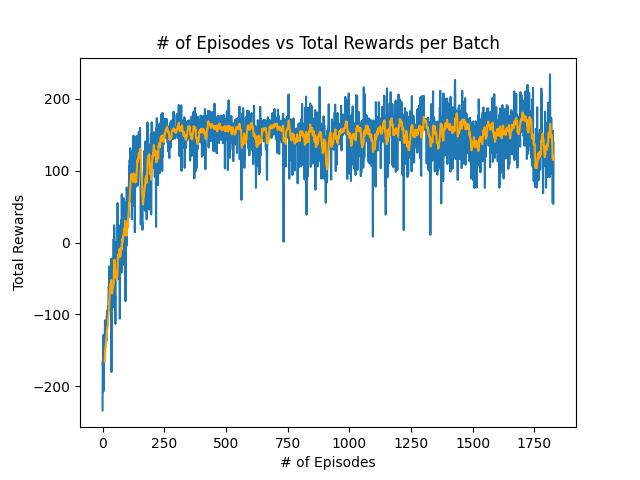 # of Episodes vs Total Rewards per Batch
200
100
0
−100
−200
Total Rewards
0 250 500 750 1000 1250 1500 1750
# of Episodes